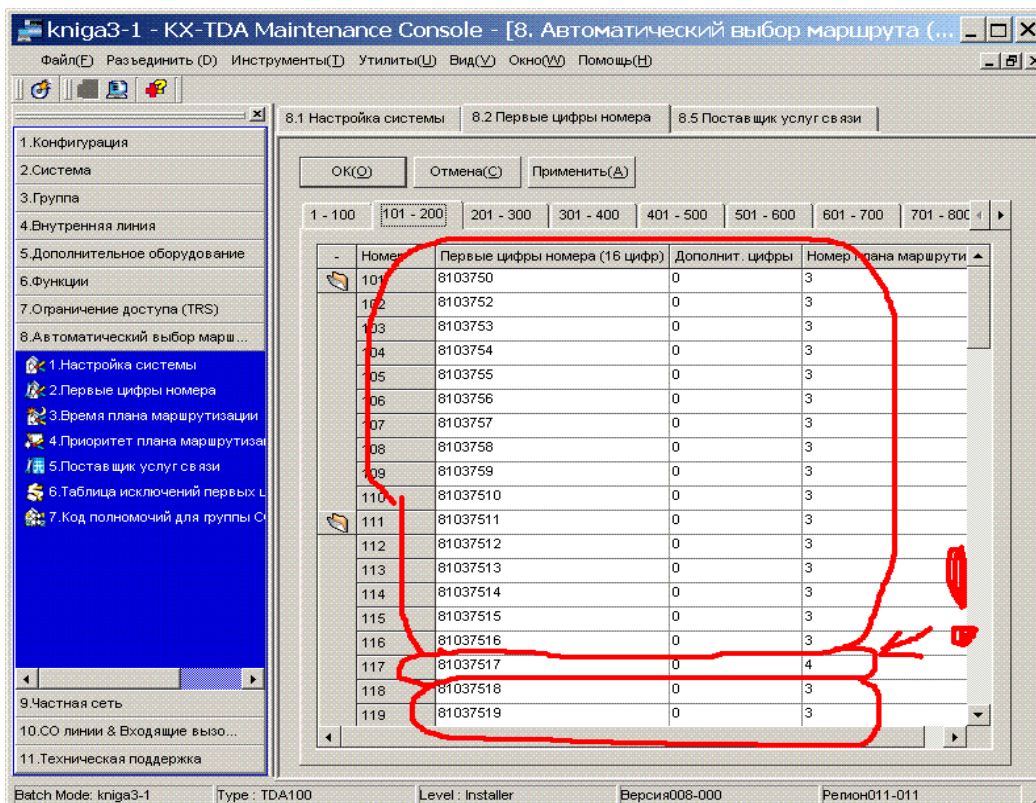 kniga3-1 - KX-TDA Maintenance Console - [8. Автоматический выбор маршрута (...
Файл(F) Разъединить (D) Инструменты(T) Утилиты(U) Вид(V) Окно(W) Помощь(H)
8.1 Настройка системы 8.2 Первые цифры номера 8.5 Поставщик услуг связи
1.Конфигурация
2.Система
3.Группа
4.Внутренняя линия
5.Дополнительное оборудование
6.Функции
7.Ограничение доступа (TRS)
8.Автоматический выбор марш...
1.Настройка системы
2.Первые цифры номера
3.Время плана маршрутизации
4.Приоритет плана маршрутиза
5.Поставщик услуг связи
6.Таблица исключений первых ц
7.Код полномочий для группы C
9.Частная сеть
10.CO линии & Входящие вызо...
11.Техническая поддержка
ОК(O) Отмена(C) Применить(A)
1 - 100 101 - 200 201 - 300 301 - 400 401 - 500 501 - 600 601 - 700 701 - 800
- Номер Первые цифры номера (16 цифр) Дополнит. цифры Номер плана маршрути
101 8103750 0 3
102 8103752 0 3
103 8103753 0 3
104 8103754 0 3
105 8103755 0 3
106 8103756 0 3
107 8103757 0 3
108 8103758 0 3
109 8103759 0 3
110 81037510 0 3
111 81037511 0 3
112 81037512 0 3
113 81037513 0 3
114 81037514 0 3
115 81037515 0 3
116 81037516 0 3
117 81037517 0 4
118 81037518 0 3
119 81037519 0 3
Batch Mode: kniga3-1 Type : TDA100 Level : Installer Версия008-000 Регион011-011